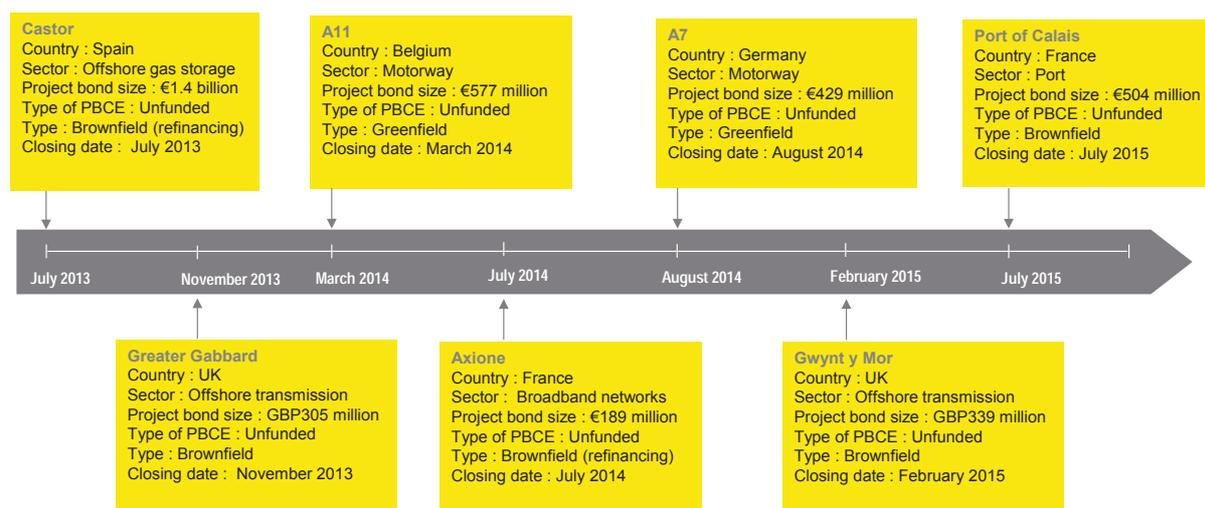 Castor
Country : Spain
Sector : Offshore gas storage
Project bond size : €1.4 billion
Type of PBCE : Unfunded
Type : Brownfield (refinancing)
Closing date :  July 2013
A11
Country : Belgium
Sector : Motorway
Project bond size : €577 million
Type of PBCE : Unfunded
Type : Greenfield
Closing date : March 2014
A7
Country : Germany
Sector : Motorway
Project bond size : €429 million
Type of PBCE : Unfunded
Type : Greenfield
Closing date : August 2014
Port of Calais
Country : France
Sector : Port
Project bond size : €504 million
Type of PBCE : Unfunded
Type : Brownfield
Closing date : July 2015
July 2013
November 2013
March 2014
July 2014
August 2014
February 2015
July 2015
Greater Gabbard
Country : UK
Sector : Offshore transmission
Project bond size : GBP305 million
Type of PBCE : Unfunded
Type : Brownfield
Closing date :  November 2013
Axione
Country : France
Sector :  Broadband networks
Project bond size : €189 million
Type of PBCE : Unfunded
Type : Brownfield (refinancing)
Closing date : July 2014
Gwynt y Mor
Country : UK
Sector : Offshore transmission
Project bond size : GBP339 million
Type of PBCE : Unfunded
Type : Brownfield
Closing date : February 2015